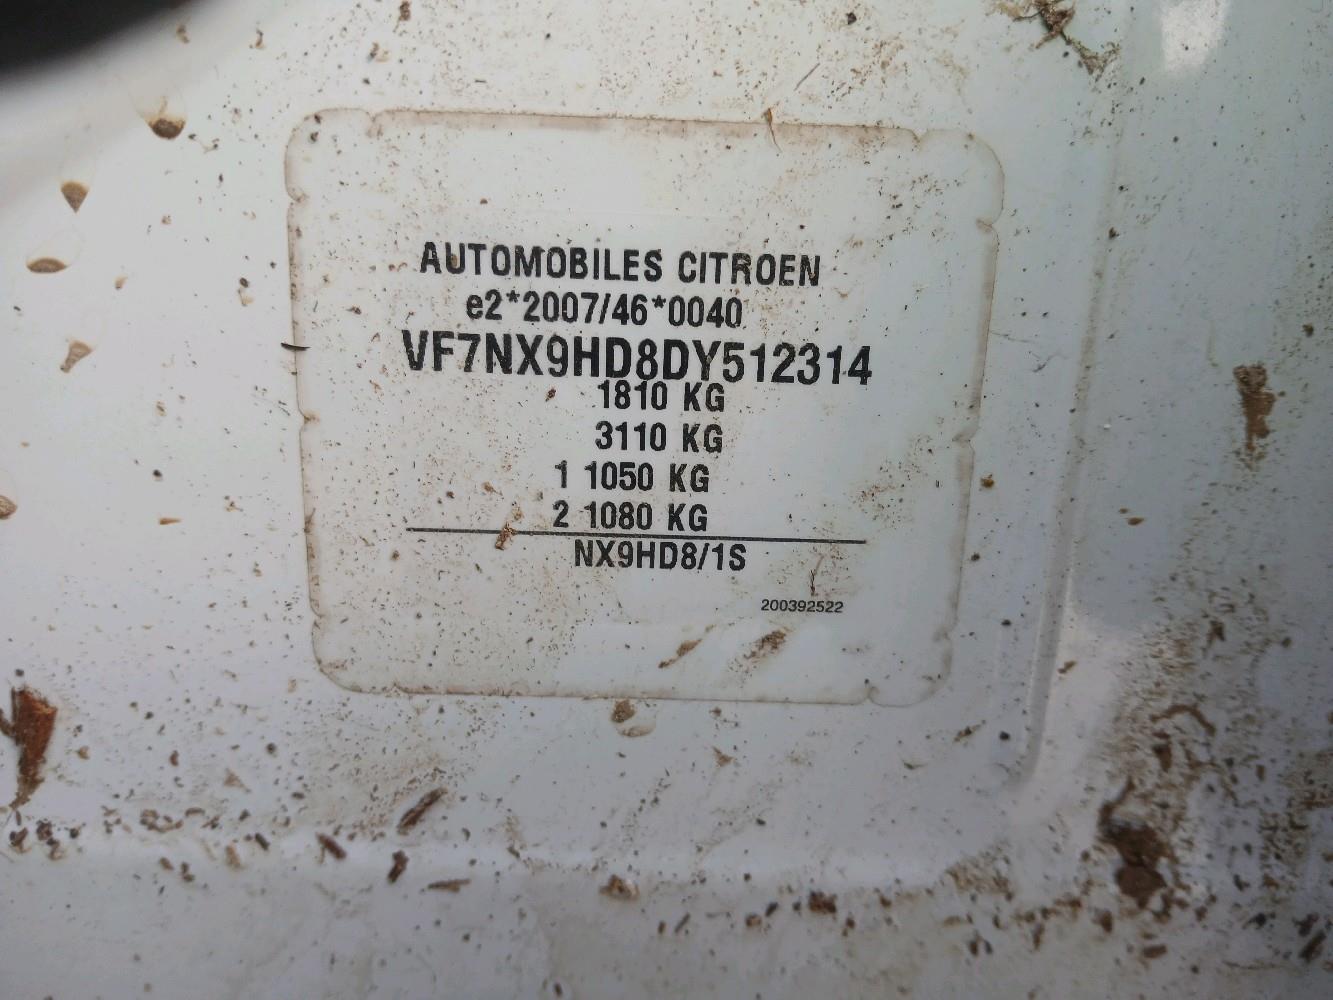 AUTOMOBILES CITROEN
e2*2007/46*0040
VF7NX9HD8DY512314
1810 KG
3110 KG
1 1050 KG
2 1080 KG
NX9HD8/1S
200392522